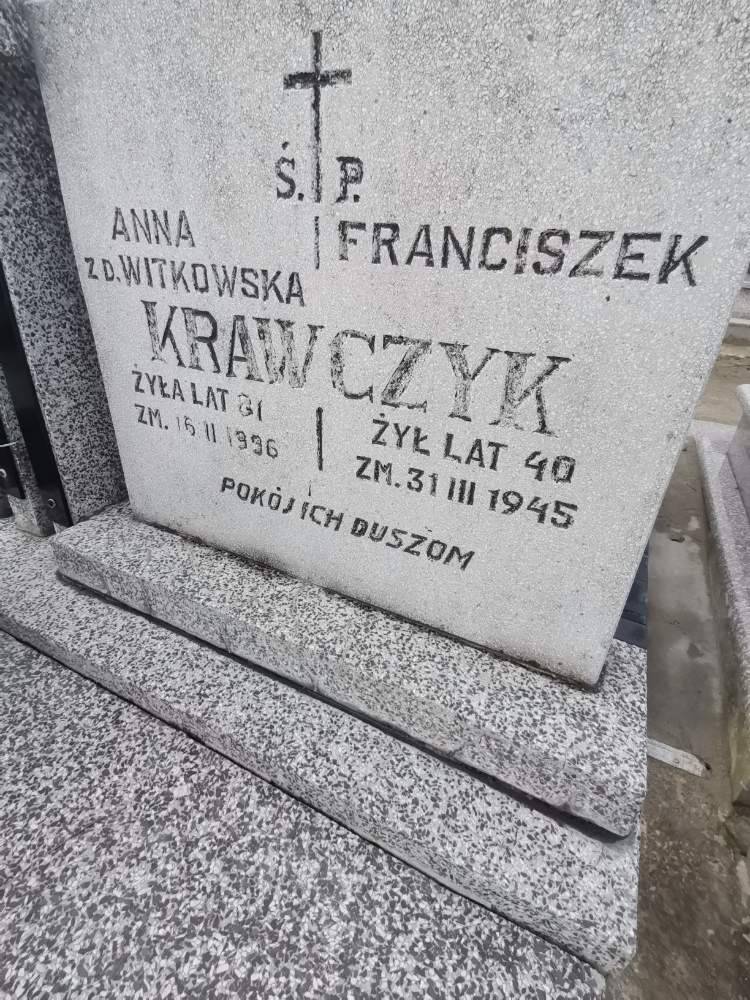 Ś. P.
ANNA
Z D. WITKOWSKA
FRANCISZEK
KRAWCZYK
ŻYŁA LAT 81
ZM. 16 II 1996
ŻYŁ LAT 40
ZM. 31 III 1945
POKÓJ ICH DUSZOM